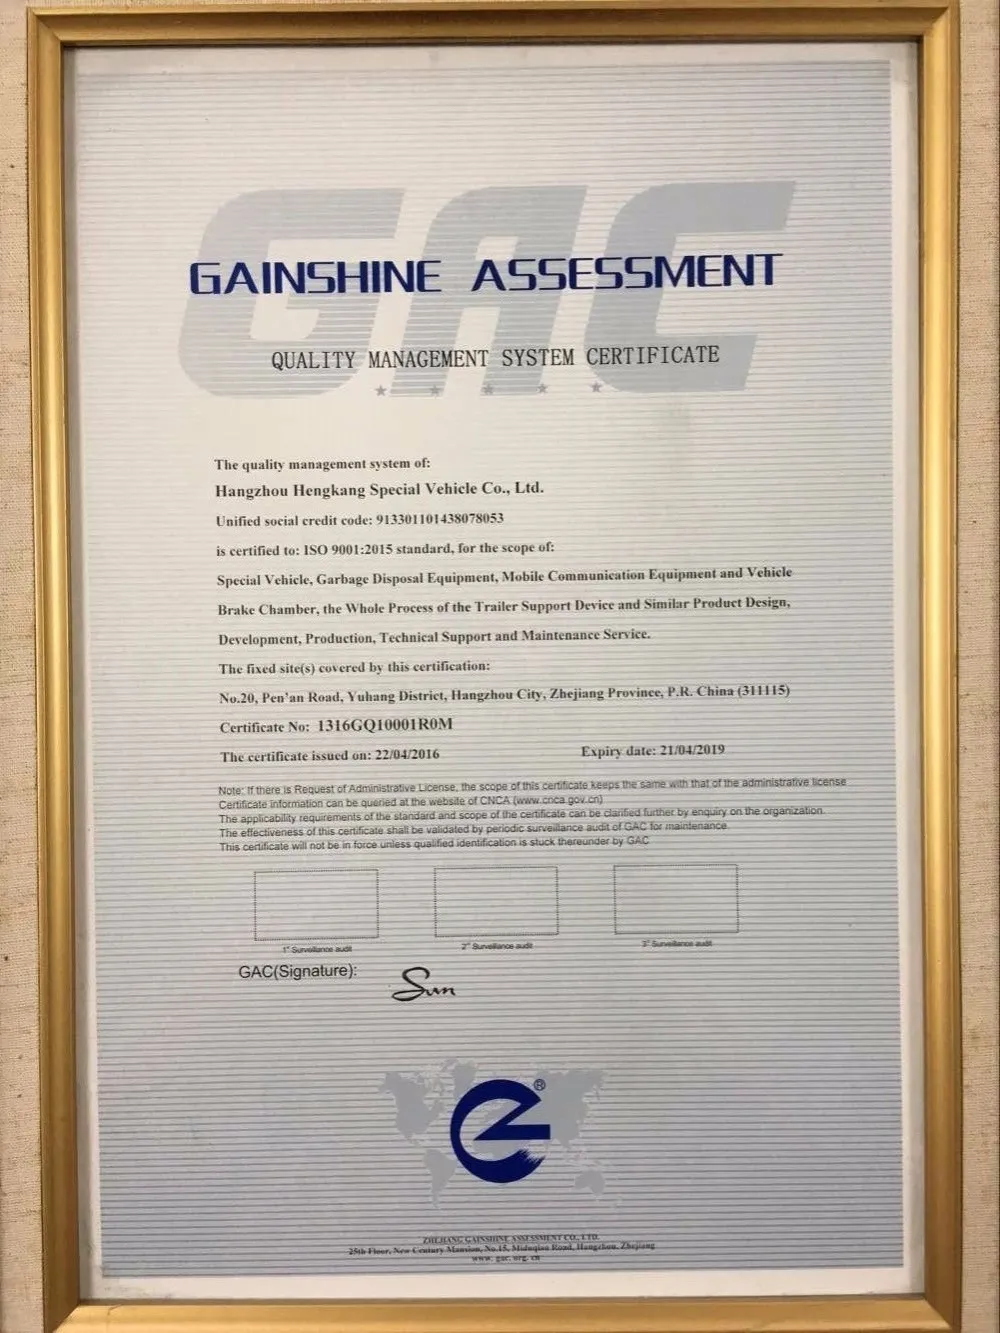 GAC
GAINSHINE ASSESSMENT
QUALITY MANAGEMENT SYSTEM CERTIFICATE
The quality management system of:
Hangzhou Hengkang Special Vehicle Co., Ltd.
Unified social credit code: 913301101438078053
is certified to: ISO 9001:2015 standard, for the scope of:
Special Vehicle, Garbage Disposal Equipment, Mobile Communication Equipment and Vehicle
Brake Chamber, the Whole Process of the Trailer Support Device and Similar Product Design,
Development, Production, Technical Support and Maintenance Service.
The fixed site(s) covered by this certification:
No.20, Pen'an Road, Yuhang District, Hangzhou City, Zhejiang Province, P.R. China (311115)
Certificate No: 1316GQ10001R0M
The certificate issued on: 22/04/2016 Expiry date: 21/04/2019
Note: If there is Request of Administrative License, the scope of this certificate keeps the same with that of the administrative license
Certificate information can be queried at the website of CNCA (www.cnca.gov.cn)
The applicability requirements of the standard and scope of the certificate can be clarified further by enquiry on the organization.
The effectiveness of this certificate shall be validated by periodic surveillance audit of GAC for maintenance.
This certificate will not be in force unless qualified identification is stuck thereunder by GAC
1" Surveillance audit 2" Surveillance audit 3" Surveillance audit
GAC(Signature): Sun
®
ZHEJIANG GAINSHINE ASSESSMENT CO., LTD.
25th Floor, New Century Mansion, No.15, Road, Hangzhou, Zhejiang
www. gac. org. cn